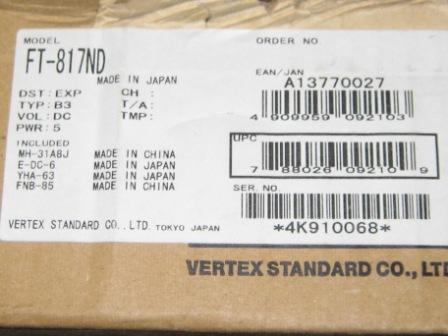 MODEL
FT-817ND
MADE IN JAPAN
ORDER NO
EAN/JAN
A13770027
4 909959 092103
DST: EXP CH :
TYP: B3 T/A:
VOL: DC TMP:
PWR: 5
UPC
7 88026 09210 9
INCLUDED
MH-31A8J MADE IN CHINA
E-DC-6 MADE IN CHINA
YHA-63 MADE IN CHINA
FNB-85 MADE IN CHINA
SER. NO.
*4K910068*
VERTEX STANDARD CO., LTD. TOKYO JAPAN
VERTEX STANDARD CO., LTD